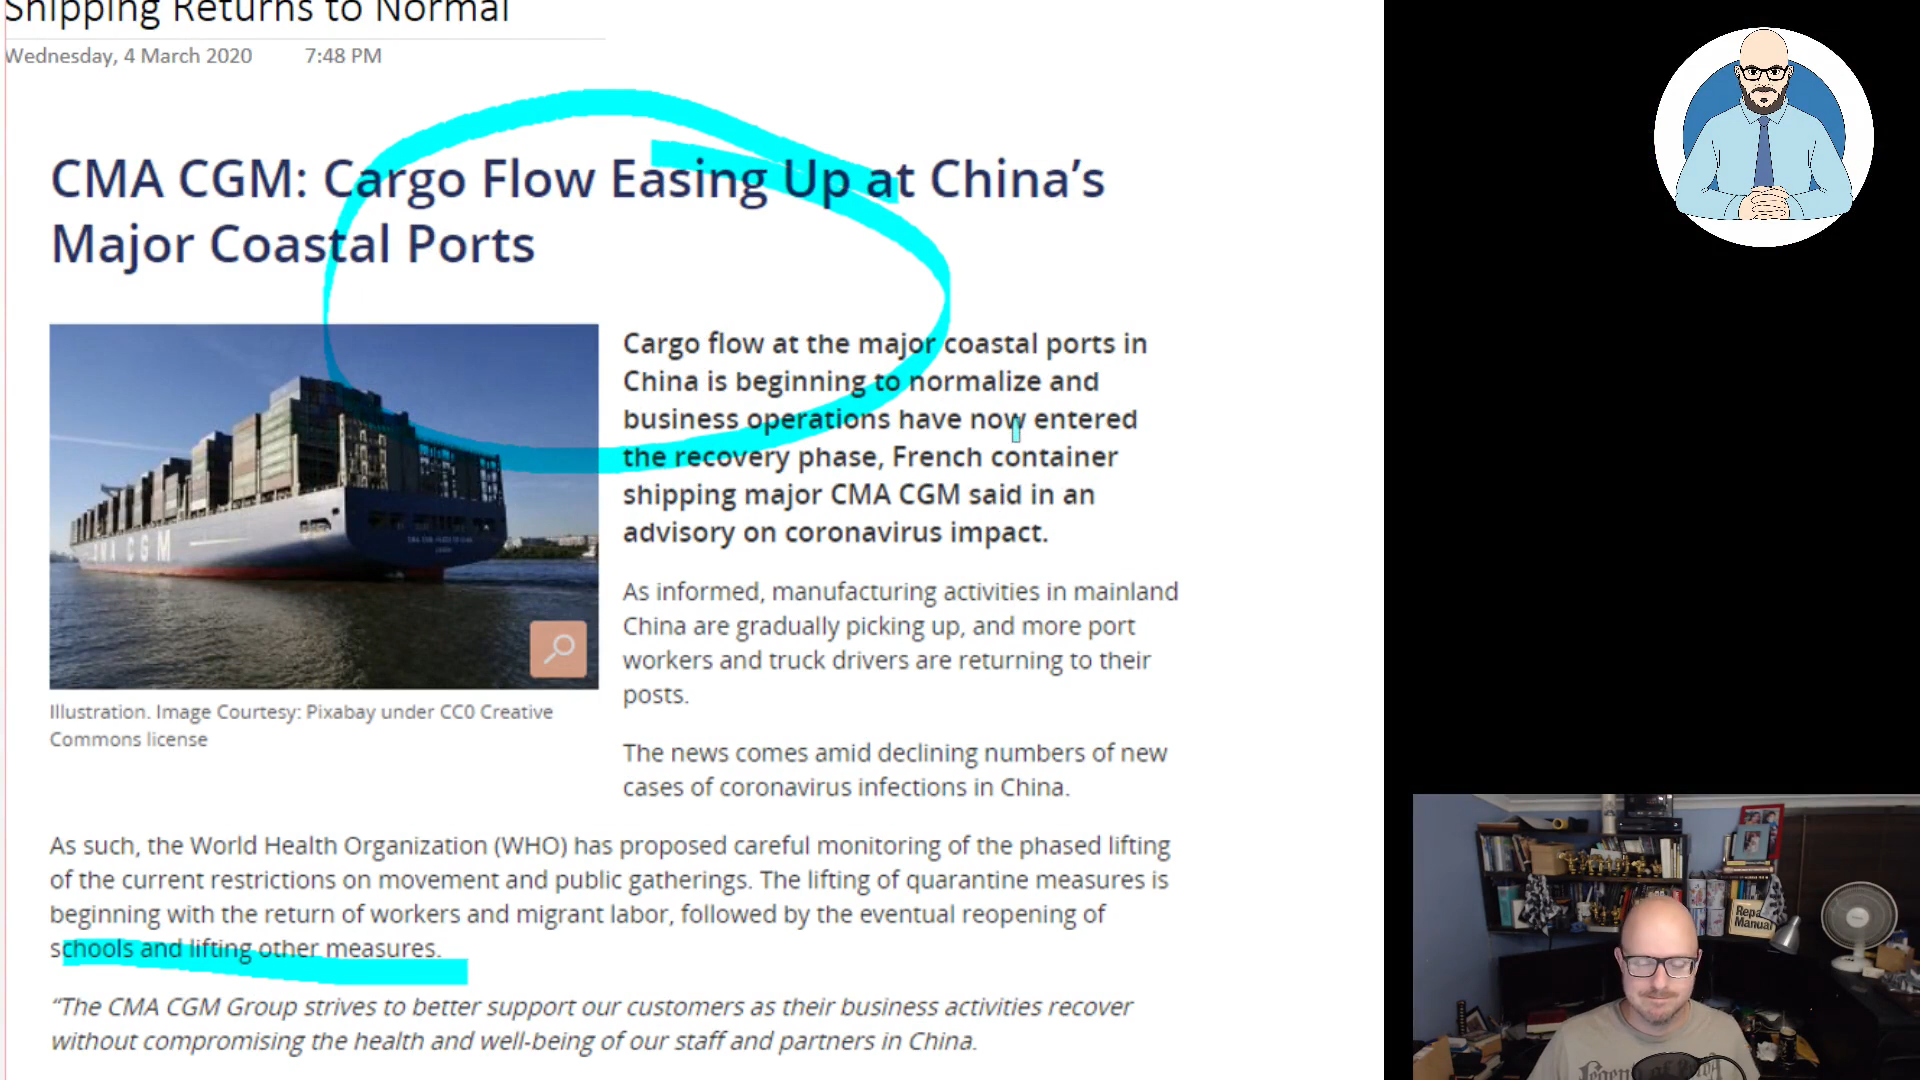 Shipping Returns to Normal
Wednesday, 4 March 2020 7:48 PM
CMA CGM: Cargo Flow Easing Up at China’s
Major Coastal Ports
Cargo flow at the major coastal ports in
China is beginning to normalize and
business operations have now entered
the recovery phase, French container
shipping major CMA CGM said in an
advisory on coronavirus impact.
As informed, manufacturing activities in mainland
China are gradually picking up, and more port
workers and truck drivers are returning to their
posts.
The news comes amid declining numbers of new
cases of coronavirus infections in China.
CMA CGM
Illustration. Image Courtesy: Pixabay under CC0 Creative
Commons license
As such, the World Health Organization (WHO) has proposed careful monitoring of the phased lifting
of the current restrictions on movement and public gatherings. The lifting of quarantine measures is
beginning with the return of workers and migrant labor, followed by the eventual reopening of
schools and lifting other measures.
“The CMA CGM Group strives to better support our customers as their business activities recover
without compromising the health and well-being of our staff and partners in China.
Manual
Legend of